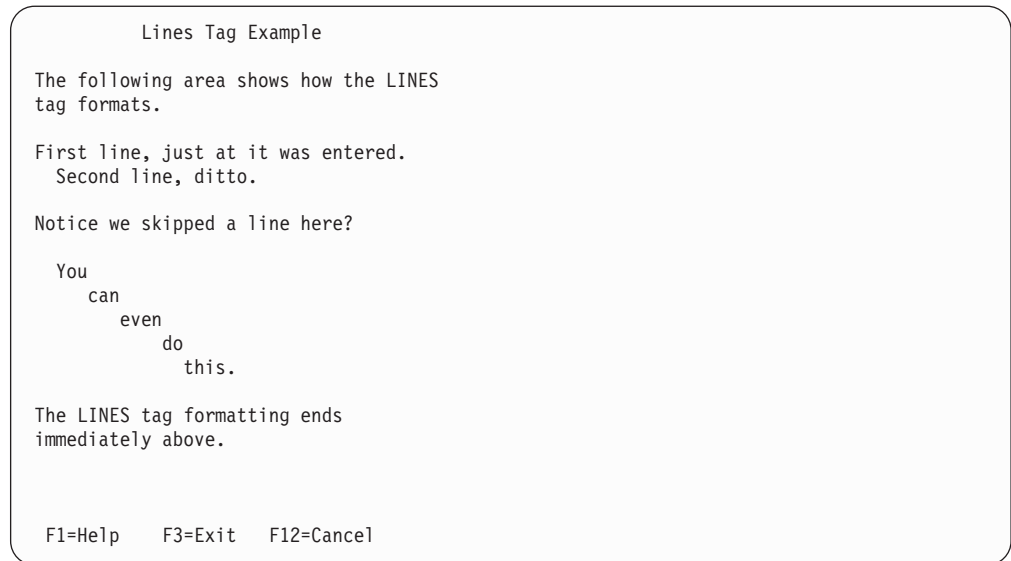 Lines Tag Example
The following area shows how the LINES
tag formats.
First line, just at it was entered.
Second line, ditto.
Notice we skipped a line here?
You
can
even
do
this.
The LINES tag formatting ends
immediately above.
F1=Help F3=Exit F12=Cancel